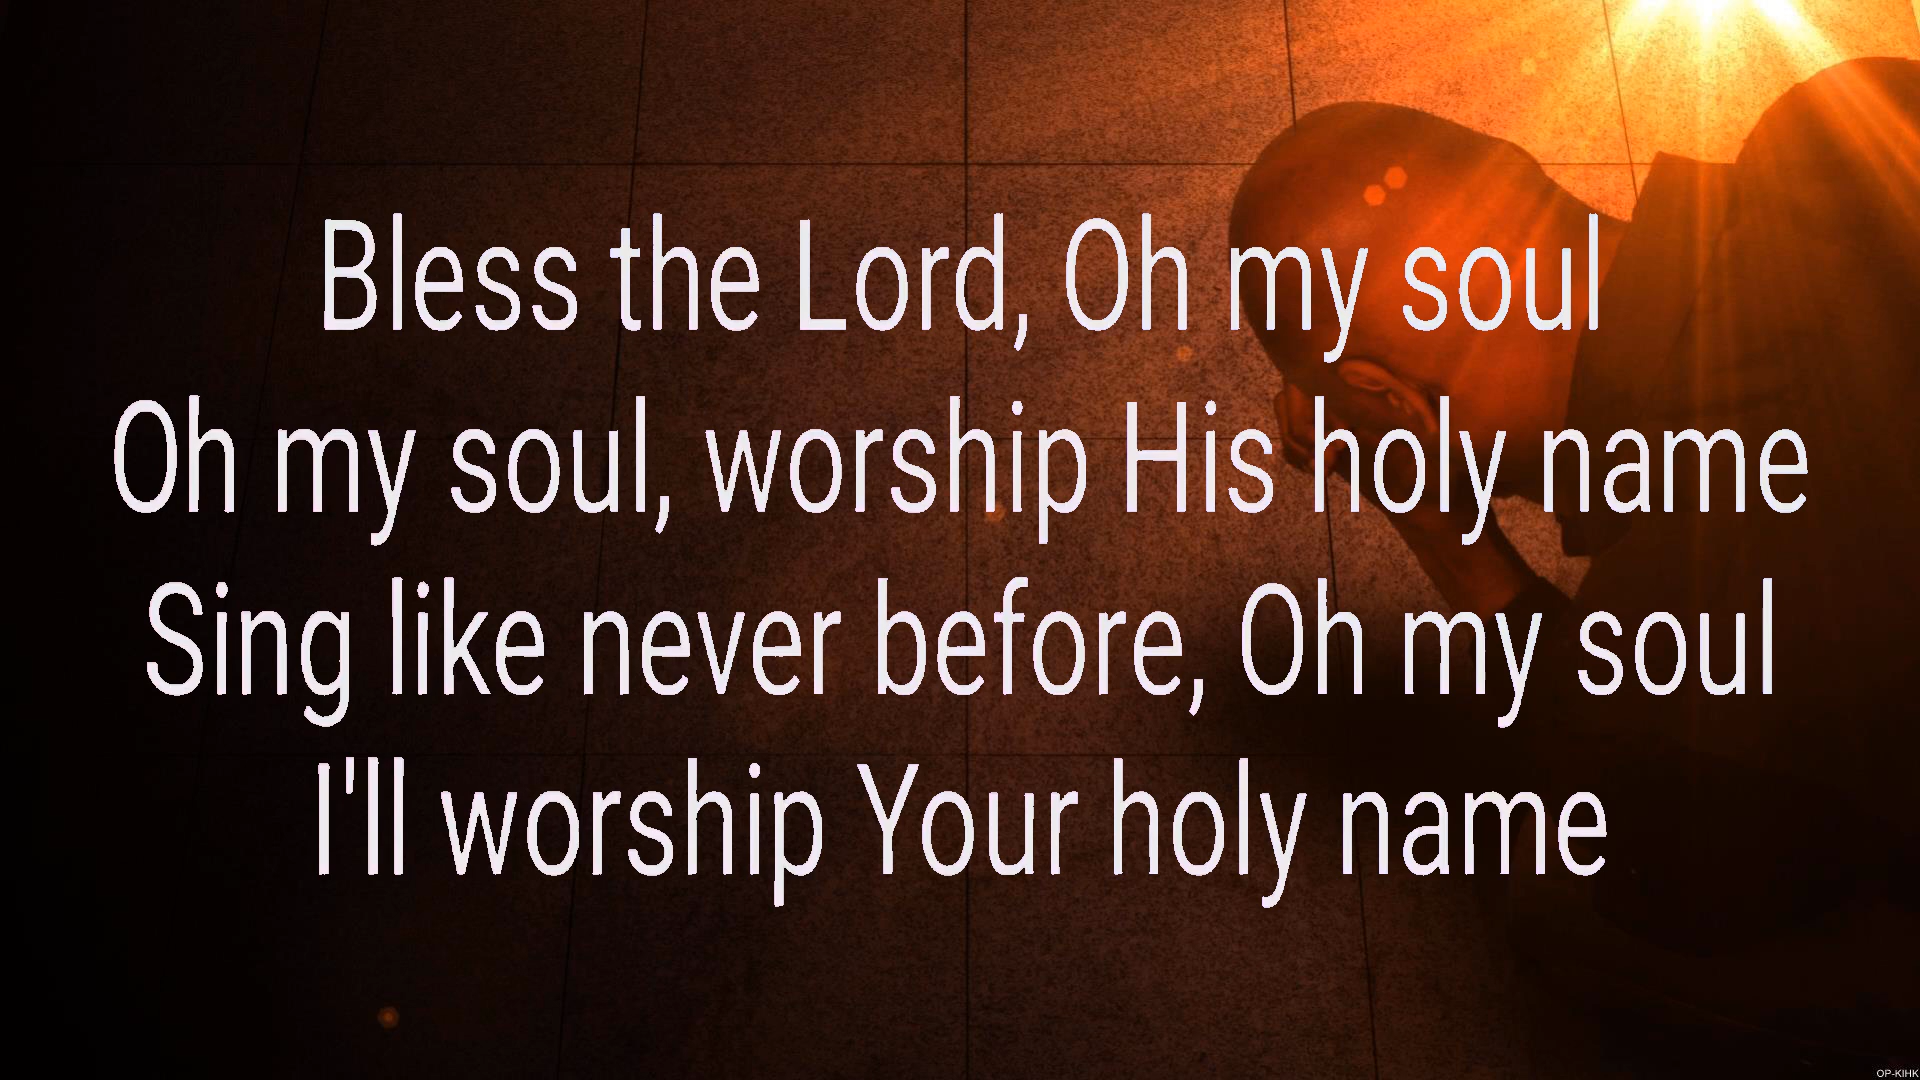 Bless the Lord, Oh my soul
Oh my soul, worship His holy name
Sing like never before, Oh my soul
I'll worship Your holy name
OP-KIHK